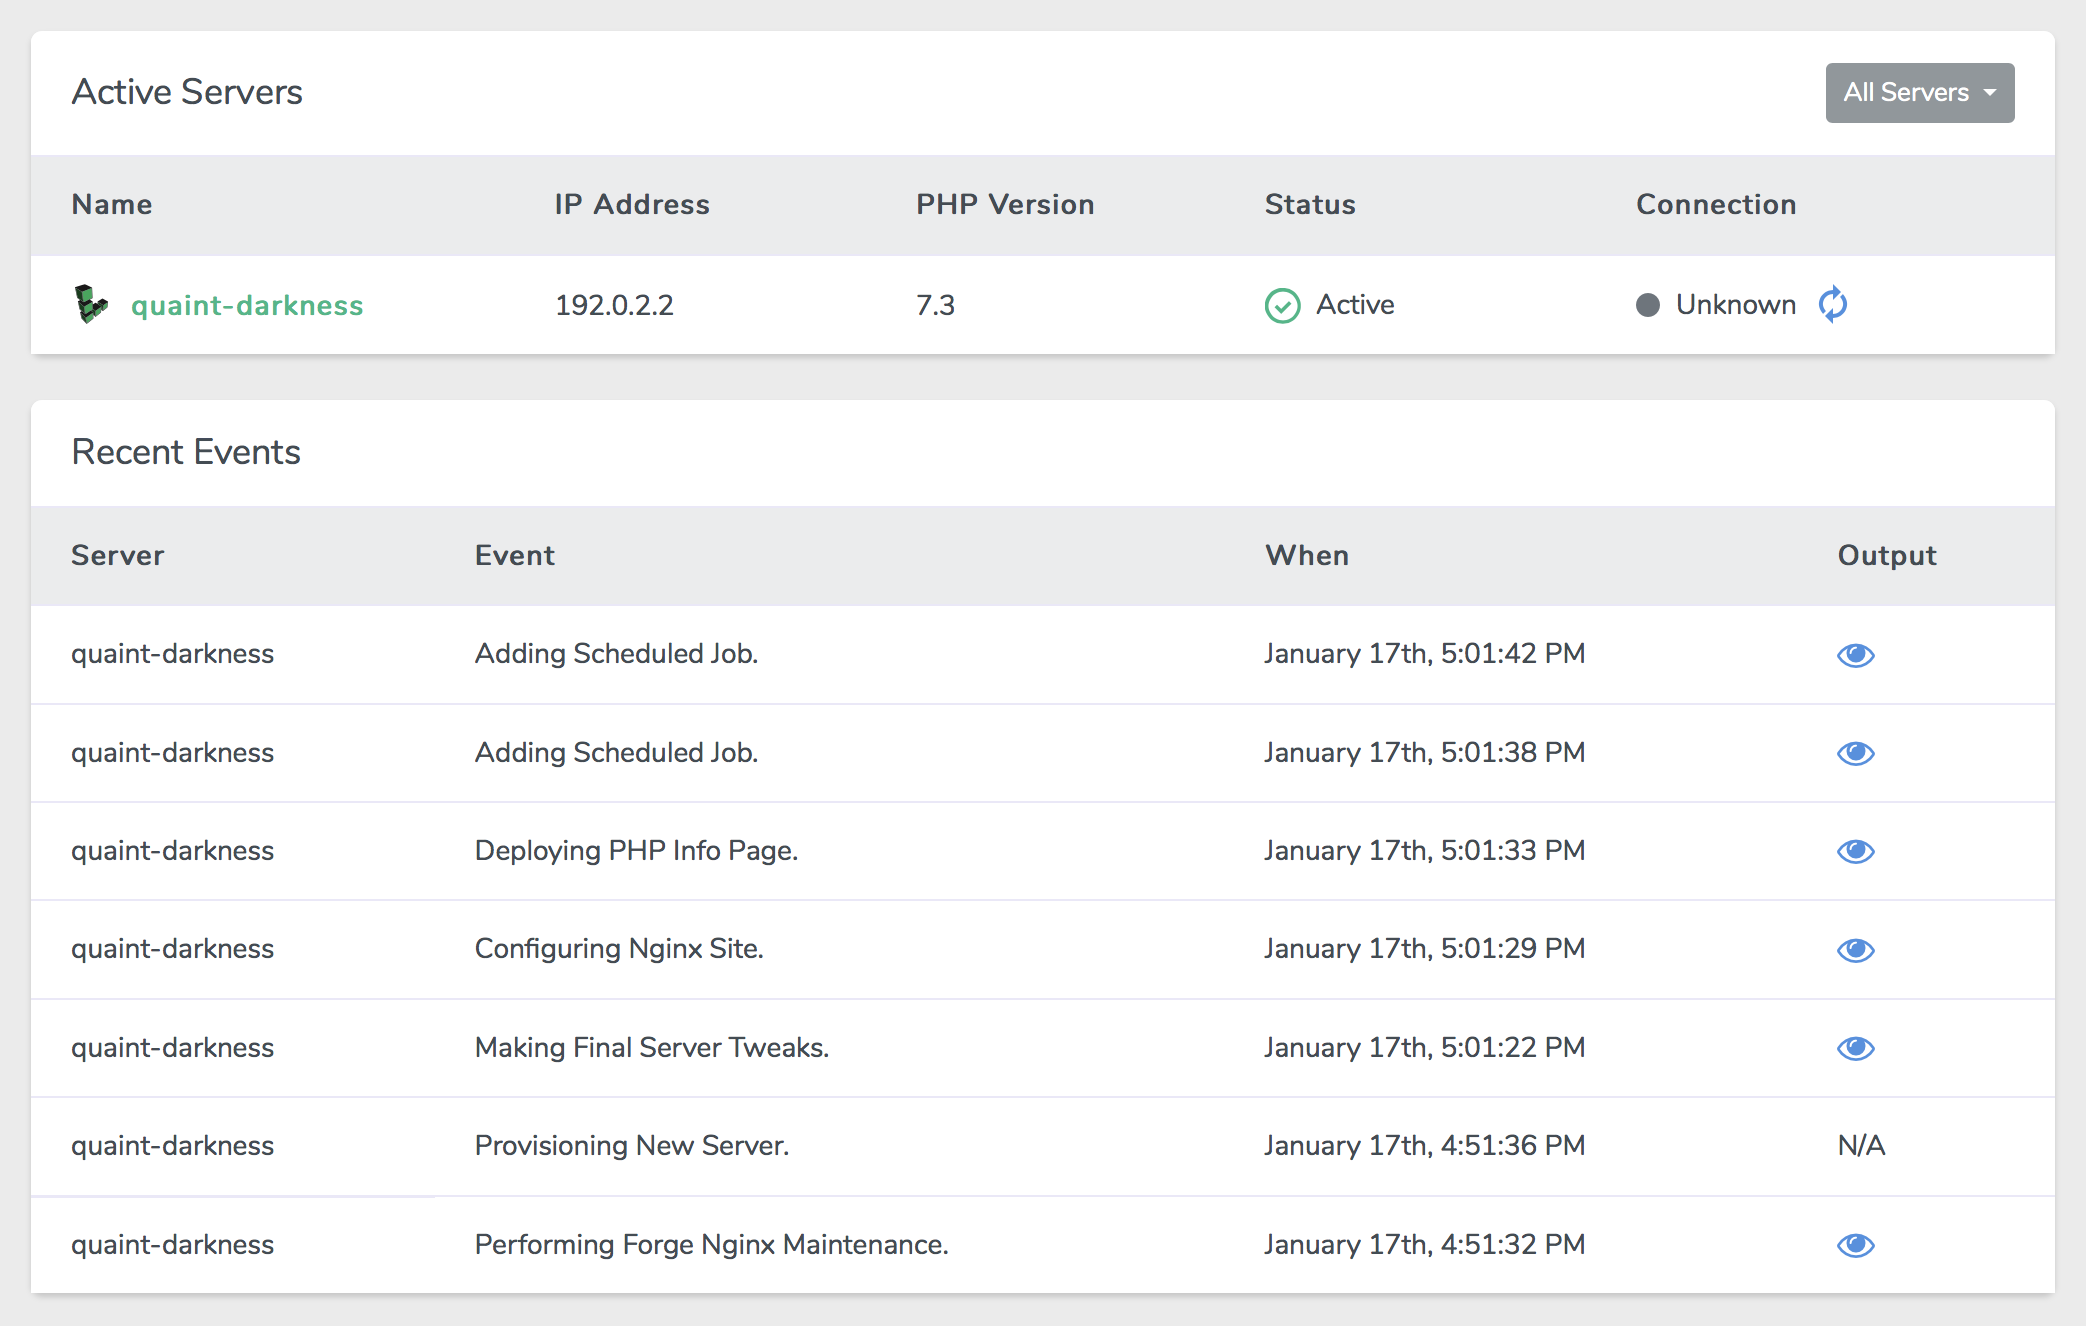 Active Servers All Servers
Name IP Address PHP Version Status Connection
quaint-darkness 192.0.2.2 7.3 Active Unknown
Recent Events
Server Event When Output
quaint-darkness Adding Scheduled Job. January 17th, 5:01:42 PM
quaint-darkness Adding Scheduled Job. January 17th, 5:01:38 PM
quaint-darkness Deploying PHP Info Page. January 17th, 5:01:33 PM
quaint-darkness Configuring Nginx Site. January 17th, 5:01:29 PM
quaint-darkness Making Final Server Tweaks. January 17th, 5:01:22 PM
quaint-darkness Provisioning New Server. January 17th, 4:51:36 PM N/A
quaint-darkness Performing Forge Nginx Maintenance. January 17th, 4:51:32 PM